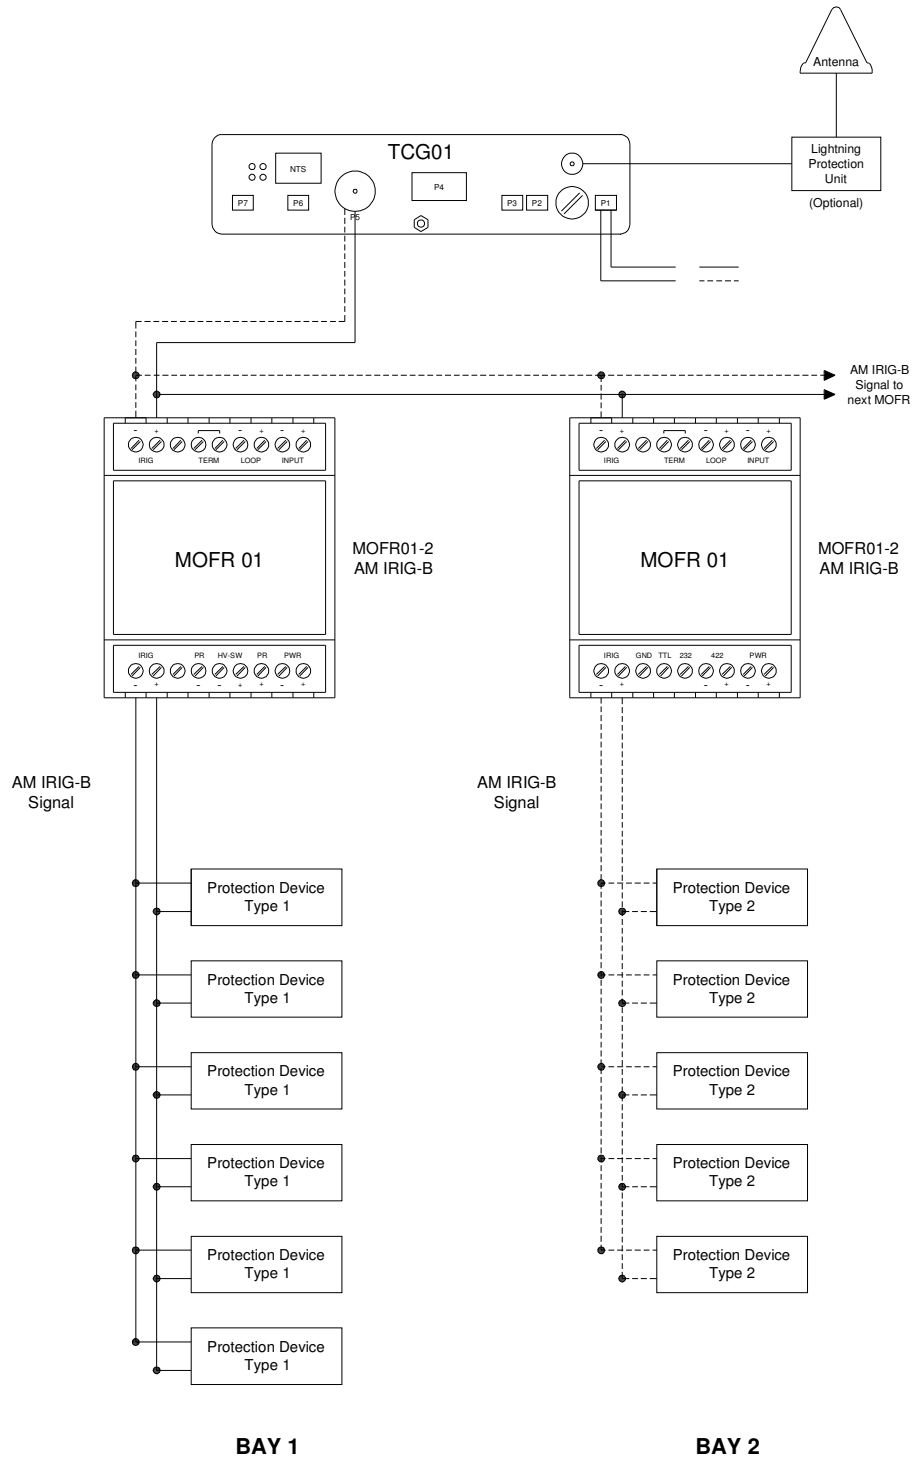 Antenna
Lightning
Protection
Unit
(Optional)
TCG01
NTS
P4
P7
P6
P5
P3
P2
P1
AM IRIG-B
Signal to
next MOFR
- + - + - +
IRIG TERM LOOP INPUT
MOFR 01
MOFR01-2
AM IRIG-B
IRIG PR HV-SW PR PWR
- + - - + + - +
- + - + - +
IRIG TERM LOOP INPUT
MOFR 01
MOFR01-2
AM IRIG-B
IRIG GND TTL 232 422 PWR
- + - + - +
AM IRIG-B
Signal
AM IRIG-B
Signal
Protection Device
Type 1
Protection Device
Type 1
Protection Device
Type 1
Protection Device
Type 1
Protection Device
Type 1
Protection Device
Type 1
Protection Device
Type 2
Protection Device
Type 2
Protection Device
Type 2
Protection Device
Type 2
Protection Device
Type 2
BAY 1
BAY 2